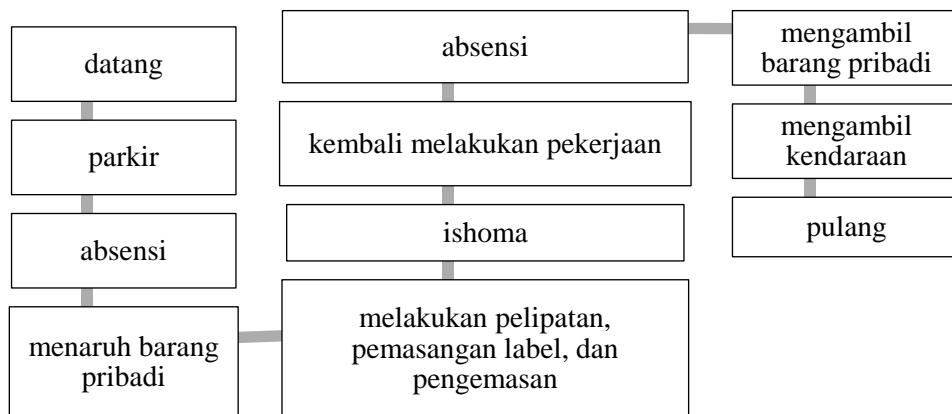 datang
parkir
absensi
menaruh barang
pribadi
melakukan pelipatan,
pemasangan label, dan
pengemasan
ishoma
kembali melakukan pekerjaan
absensi
mengambil
barang pribadi
mengambil
kendaraan
pulang